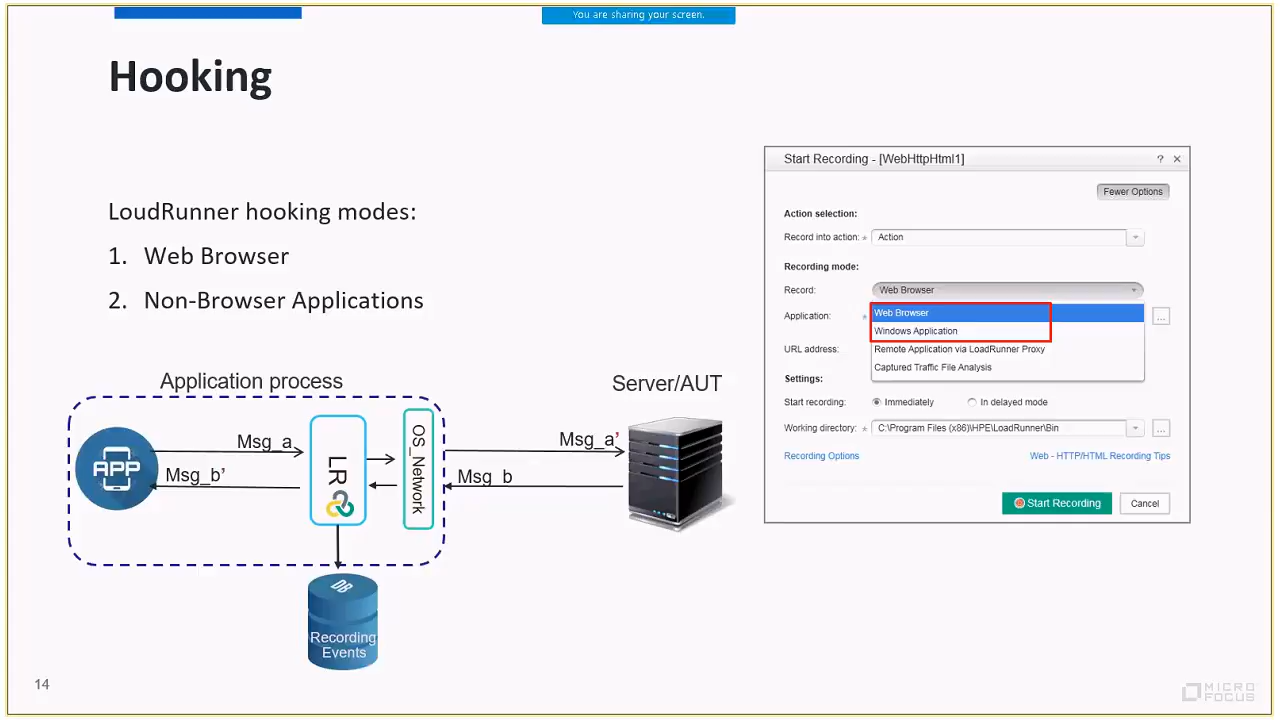 You are sharing your screen.
Hooking
LoudRunner hooking modes:
1. Web Browser
2. Non-Browser Applications
Application process
Server/AUT
APP
Msg_a
Msg_b’
LR
OS_Network
Msg_a’
Msg_b
DB
Recording
Events
Start Recording - [WebHttpHtml1]
? ×
Fewer Options
Action selection:
Record into action: * Action
Recording mode:
Record: Web Browser
Application: * ...
Web Browser
Windows Application
URL address:
Remote Application via LoadRunner Proxy
Captured Traffic File Analysis
Settings:
Start recording: Immediately In delayed mode
Working directory: * C:\Program Files (x86)\HPE\LoadRunner\Bin ...
Recording Options Web - HTTP/HTML Recording Tips
Start Recording Cancel
14
MICRO
FOCUS